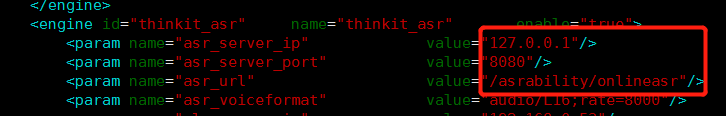 </engine>
<engine id="thinkit_asr" name="thinkit_asr" enable="true">
<param name="asr_server_ip" value="127.0.0.1"/>
<param name="asr_server_port" value="8080"/>
<param name="asr_url" value="/asrability/onlineasr"/>
<param name="asr_voiceformat" value="audio/L16;rate=8000"/>